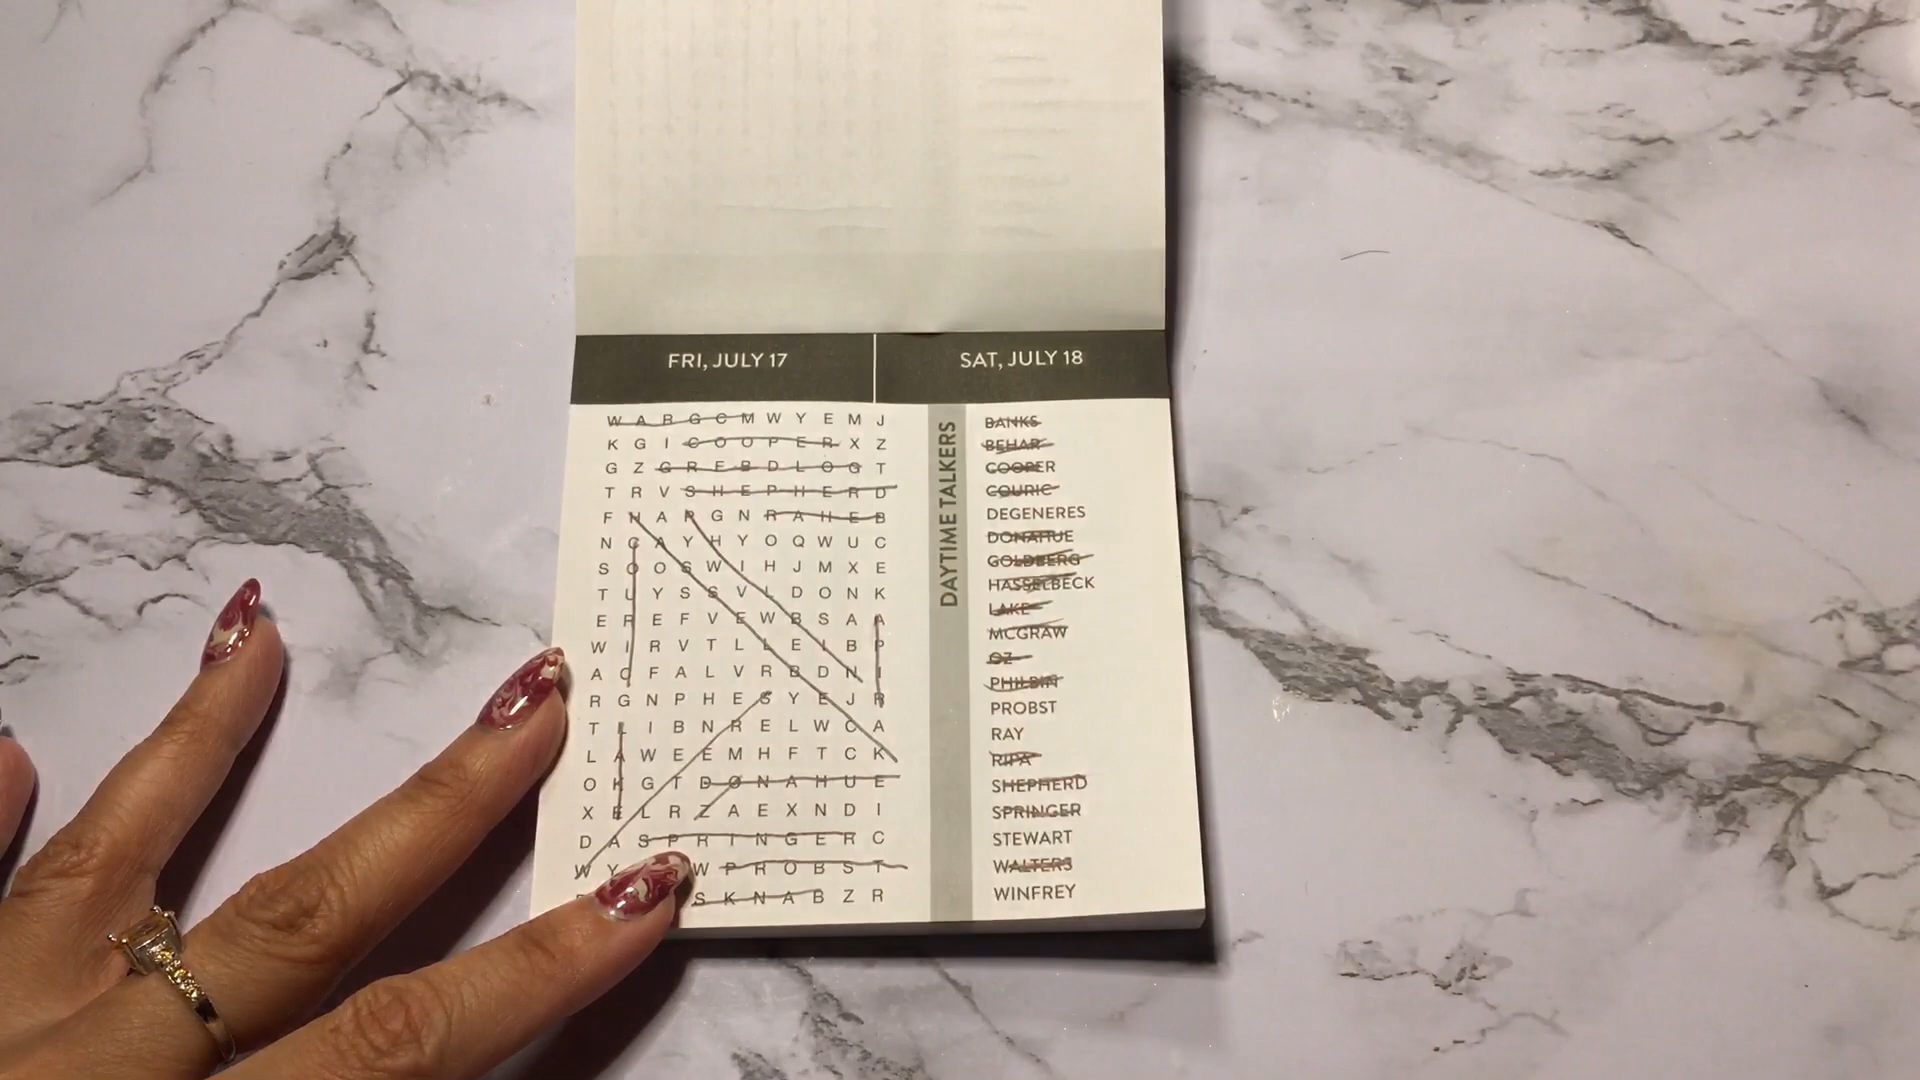 FRI, JULY 17
SAT, JULY 18
W A R G C M W Y E M J
K G I C O O P E R X Z
G Z G R E B D L O G T
T R V S H E P H E R D
F H A P G N R A H E B
N C A Y H Y O Q W U C
S O O S W I H J M X E
T U Y S S V L D O N K
E R E F V E W B S A A
W I R V T L L E I B P
A C F A L V R B D N I
R G N P H E S Y E J R
T L I B N R E L W C A
L A W E E M H F T C K
O K G T D O N A H U E
X E L R Z A E X N D I
D A S P R I N G E R C
W Y W P R O B S T
S K N A B Z R
DAYTIME TALKERS
BANKS
BEHAR
COOPER
COURIC
DEGENERES
DONAHUE
GOLDBERG
HASSELBECK
LAKE
MCGRAW
OZ
PHILBIN
PROBST
RAY
RIPA
SHEPHERD
SPRINGER
STEWART
WALTERS
WINFREY